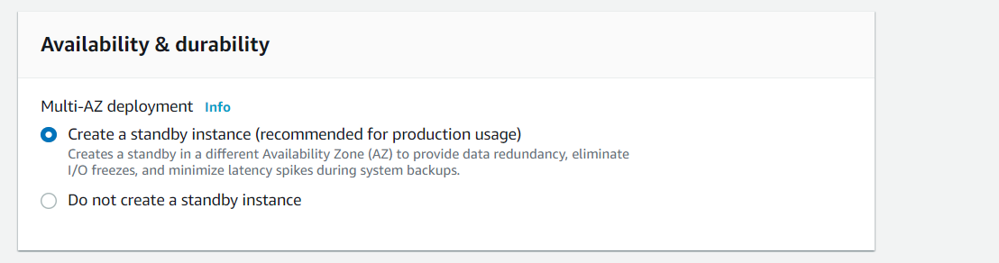 Availability & durability
Multi-AZ deployment Info
Create a standby instance (recommended for production usage)
Creates a standby in a different Availability Zone (AZ) to provide data redundancy, eliminate
I/O freezes, and minimize latency spikes during system backups.
Do not create a standby instance